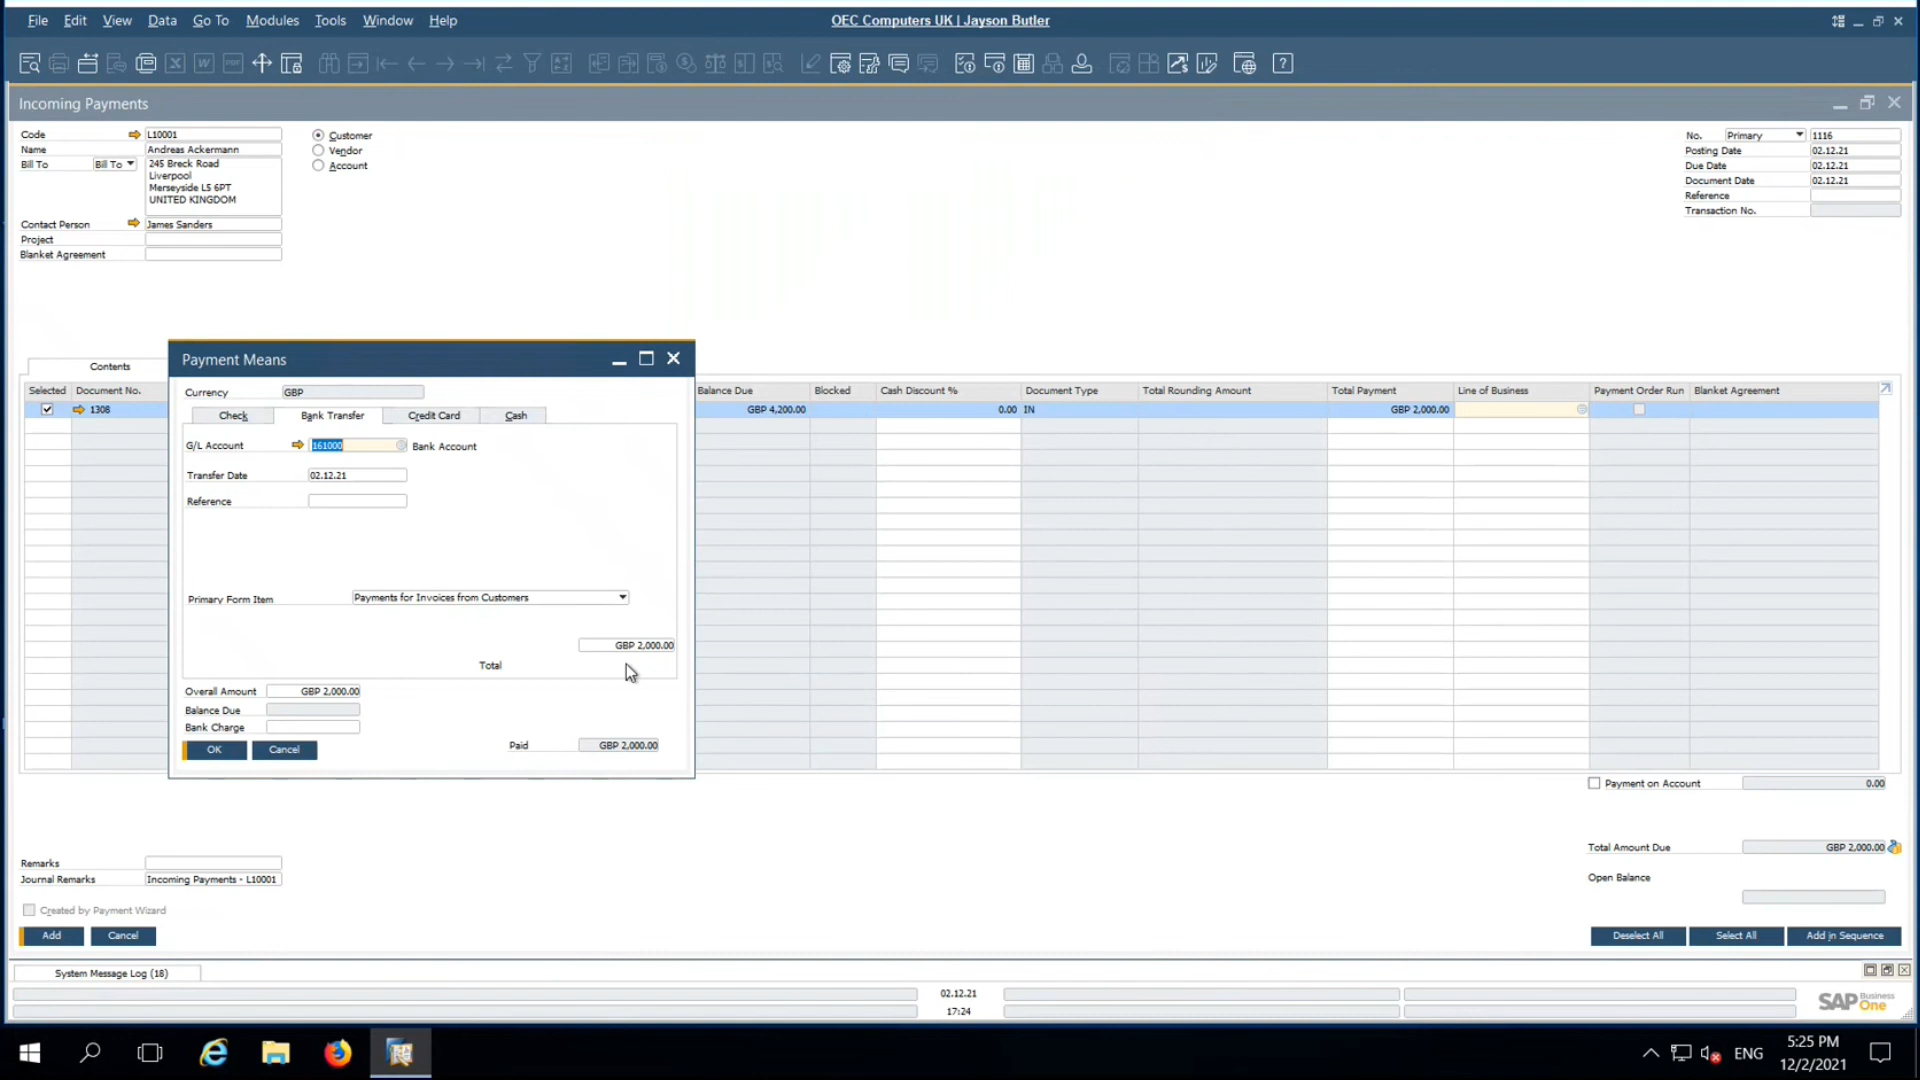 File Edit View Data Go To Modules Tools Window Help
OEC Computers UK | Jayson Butler
Incoming Payments
Code L10001
Name Andreas Ackermann
Bill To Bill To 245 Breck Road
Liverpool
Merseyside L5 6PT
UNITED KINGDOM
Contact Person James Sanders
Project
Blanket Agreement
Customer
Vendor
Account
No. Primary 1116
Posting Date 02.12.21
Due Date 02.12.21
Document Date 02.12.21
Reference
Transaction No.
Contents
Selected Document No. Balance Due Blocked Cash Discount % Document Type Total Rounding Amount Total Payment Line of Business Payment Order Run Blanket Agreement
1308 GBP 4,200.00 0.00 IN GBP 2,000.00
Payment Means
Currency GBP
Check Bank Transfer Credit Card Cash
G/L Account 161000 Bank Account
Transfer Date 02.12.21
Reference
Primary Form Item Payments for Invoices from Customers
GBP 2,000.00
Total
Overall Amount GBP 2,000.00
Balance Due
Bank Charge
Paid GBP 2,000.00
OK Cancel
Payment on Account 0.00
Total Amount Due GBP 2,000.00
Open Balance
Remarks
Journal Remarks Incoming Payments - L10001
Created by Payment Wizard
Add Cancel
Deselect All Select All Add in Sequence
System Message Log (18)
02.12.21
17:24
SAP Business One
ENG
5:25 PM
12/2/2021